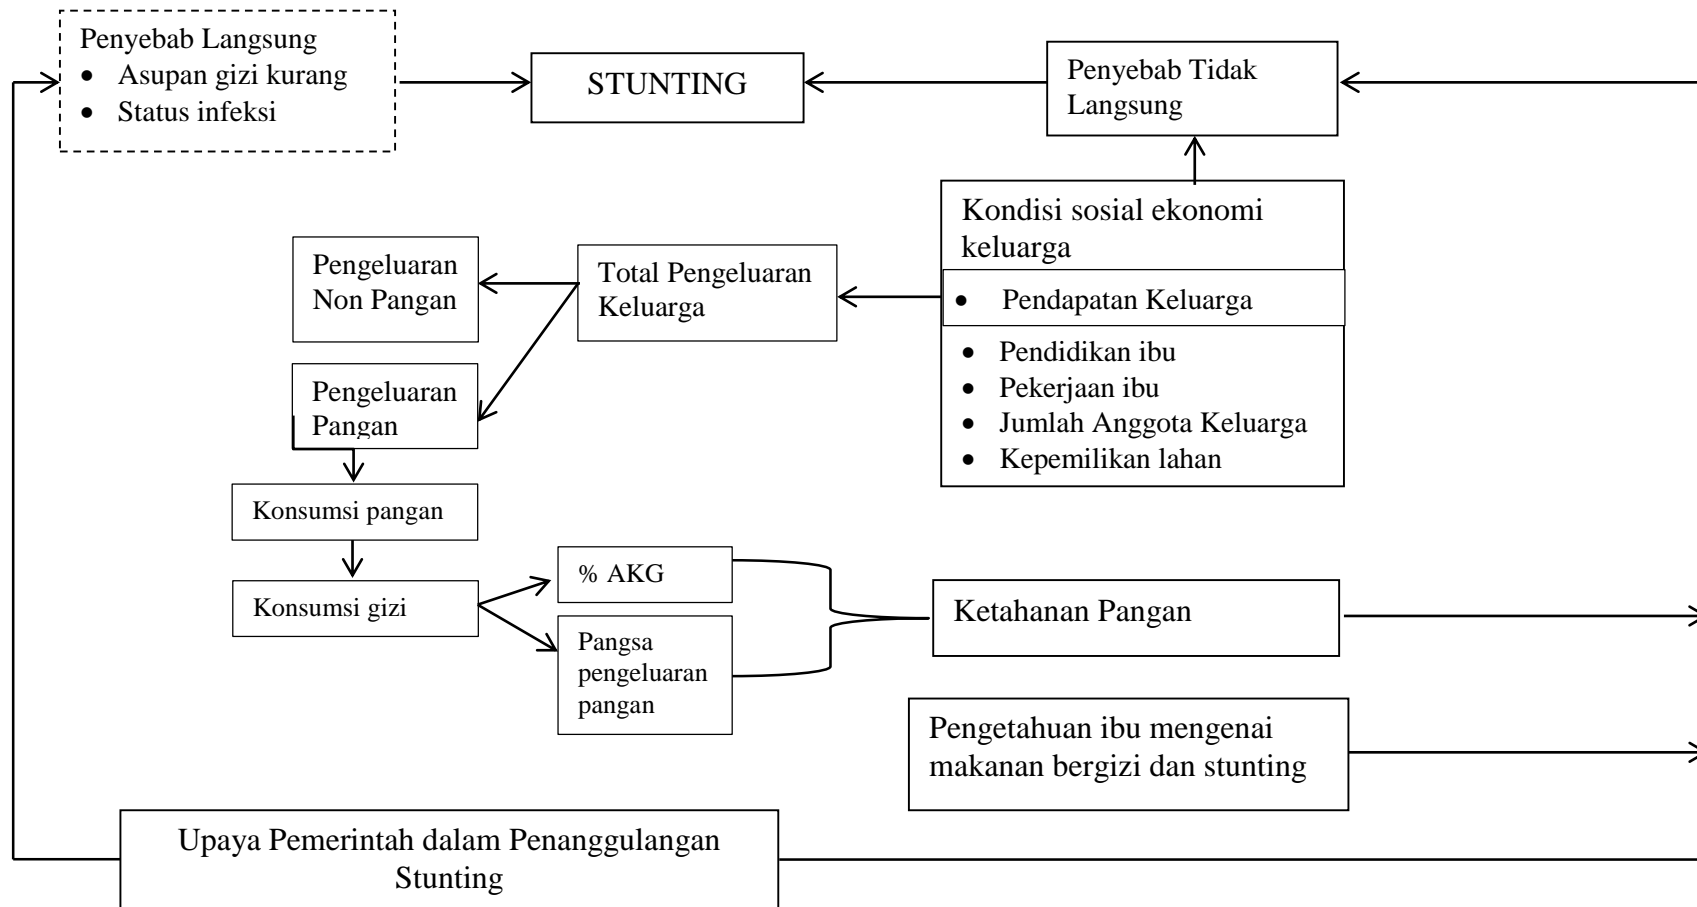 Penyebab Langsung
• Asupan gizi kurang
• Status infeksi
STUNTING
Penyebab Tidak
Langsung
Kondisi sosial ekonomi
keluarga
• Pendapatan Keluarga
• Pendidikan ibu
• Pekerjaan ibu
• Jumlah Anggota Keluarga
• Kepemilikan lahan
Total Pengeluaran
Keluarga
Pengeluaran
Non Pangan
Pengeluaran
Pangan
Konsumsi pangan
Konsumsi gizi
% AKG
Pangsa
pengeluaran
pangan
Ketahanan Pangan
Pengetahuan ibu mengenai
makanan bergizi dan stunting
Upaya Pemerintah dalam Penanggulangan
Stunting